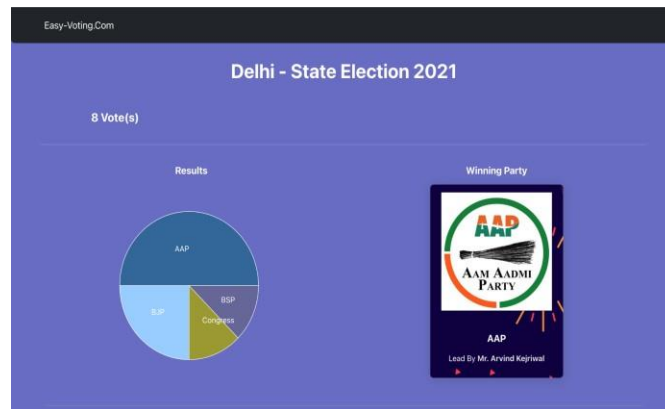 Easy-Voting.Com
Delhi - State Election 2021
8 Vote(s)
Results
Winning Party
AAP
BSP
BJP
Congress
AAP
AAM AADMI
PARTY
AAP
Lead By Mr. Arvind Kejriwal